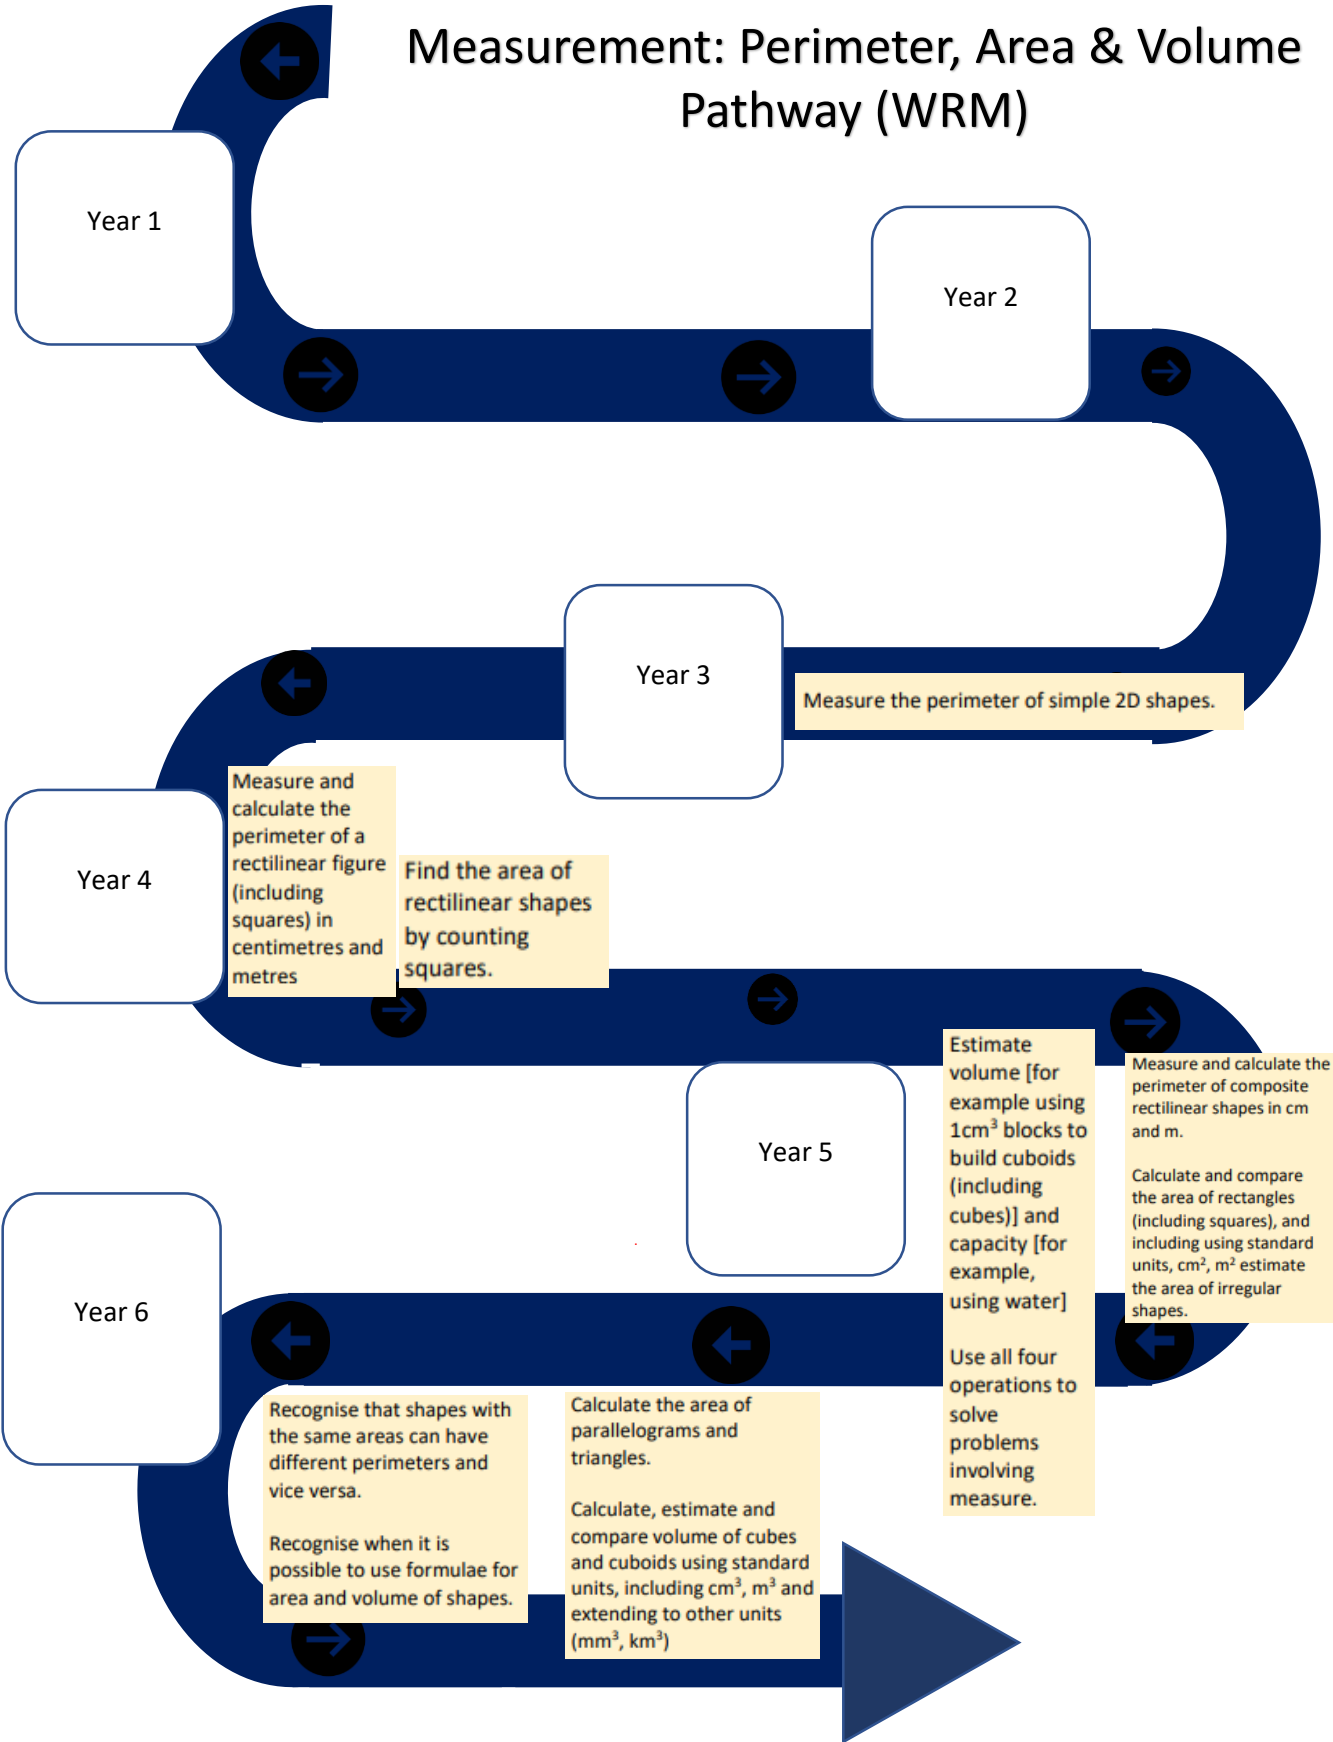 Measurement: Perimeter, Area & Volume
Pathway (WRM)
Year 1
Year 2
Year 3
Measure the perimeter of simple 2D shapes.
Year 4
Measure and
calculate the
perimeter of a
rectilinear figure
(including
squares) in
centimetres and
metres
Find the area of
rectilinear shapes
by counting
squares.
Year 5
Estimate
volume [for
example using
1cm³ blocks to
build cuboids
(including
cubes)] and
capacity [for
example,
using water]
Use all four
operations to
solve
problems
involving
measure.
Measure and calculate the
perimeter of composite
rectilinear shapes in cm
and m.
Calculate and compare
the area of rectangles
(including squares), and
including using standard
units, cm², m² estimate
the area of irregular
shapes.
Year 6
Recognise that shapes with
the same areas can have
different perimeters and
vice versa.
Recognise when it is
possible to use formulae for
area and volume of shapes.
Calculate the area of
parallelograms and
triangles.
Calculate, estimate and
compare volume of cubes
and cuboids using standard
units, including cm³, m³ and
extending to other units
(mm³, km³)